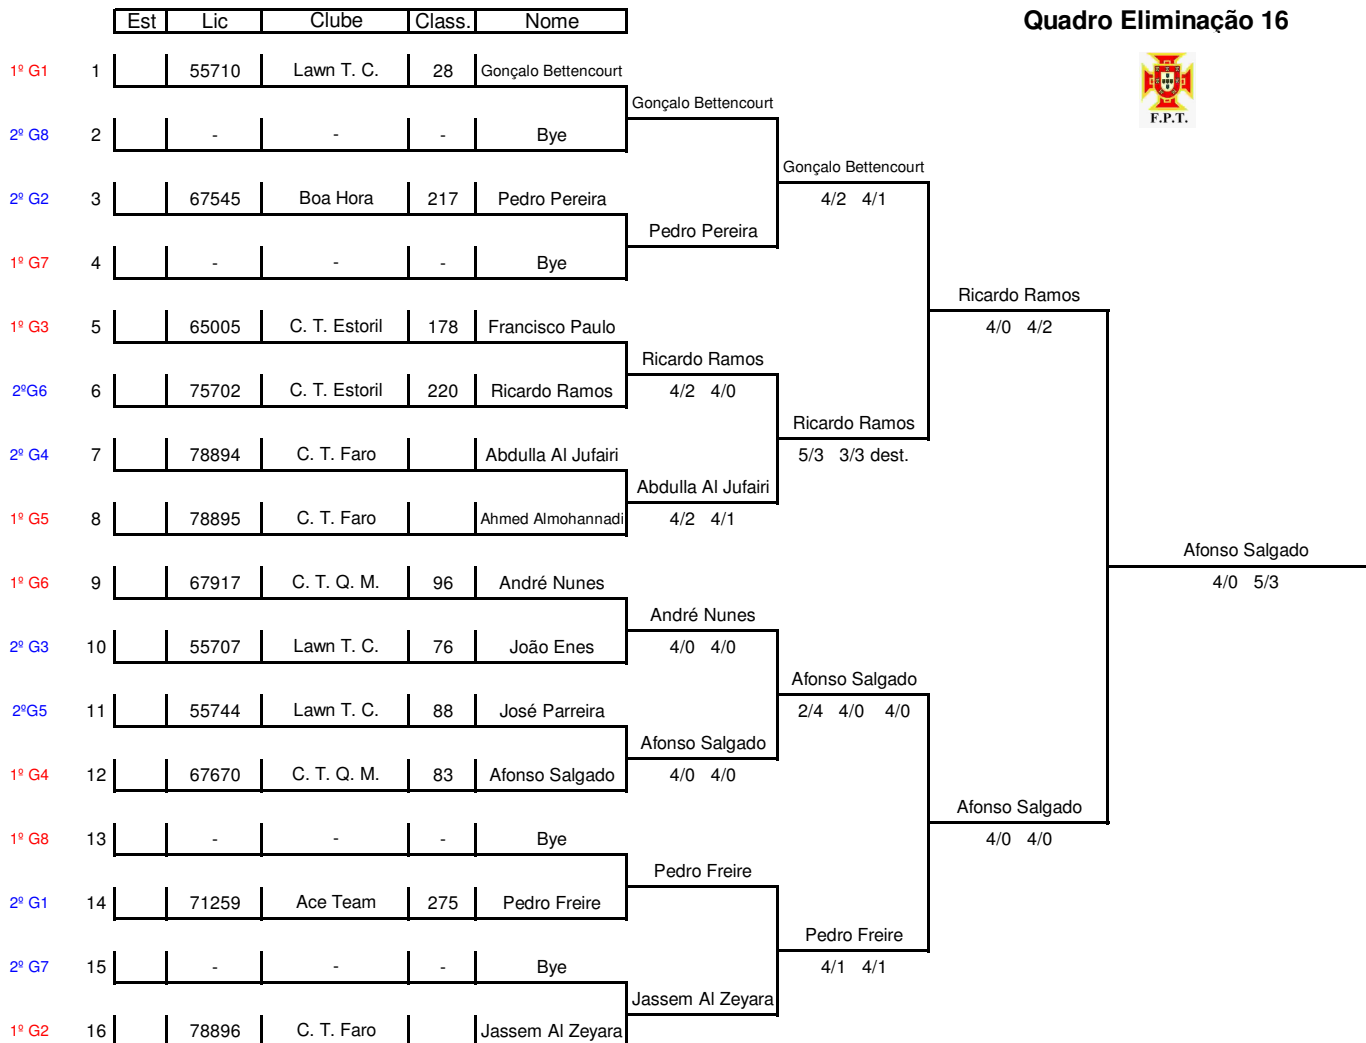 Est Lic Clube Class. Nome
Quadro Eliminação 16
F.P.T.
1º G1 1 55710 Lawn T. C. 28 Gonçalo Bettencourt
Gonçalo Bettencourt
2º G8 2 - - - Bye
Gonçalo Bettencourt
4/2 4/1
2º G2 3 67545 Boa Hora 217 Pedro Pereira
Pedro Pereira
1º G7 4 - - - Bye
Ricardo Ramos
4/0 4/2
1º G3 5 65005 C. T. Estoril 178 Francisco Paulo
Ricardo Ramos
4/2 4/0
2ºG6 6 75702 C. T. Estoril 220 Ricardo Ramos
Ricardo Ramos
5/3 3/3 dest.
2º G4 7 78894 C. T. Faro Abdulla Al Jufairi
Abdulla Al Jufairi
4/2 4/1
1º G5 8 78895 C. T. Faro Ahmed Almohannadi
Afonso Salgado
4/0 5/3
1º G6 9 67917 C. T. Q. M. 96 André Nunes
André Nunes
4/0 4/0
2º G3 10 55707 Lawn T. C. 76 João Enes
Afonso Salgado
2/4 4/0 4/0
2ºG5 11 55744 Lawn T. C. 88 José Parreira
Afonso Salgado
4/0 4/0
1º G4 12 67670 C. T. Q. M. 83 Afonso Salgado
Afonso Salgado
4/0 4/0
1º G8 13 - - - Bye
Pedro Freire
2º G1 14 71259 Ace Team 275 Pedro Freire
Pedro Freire
4/1 4/1
2º G7 15 - - - Bye
Jassem Al Zeyara
1º G2 16 78896 C. T. Faro Jassem Al Zeyara